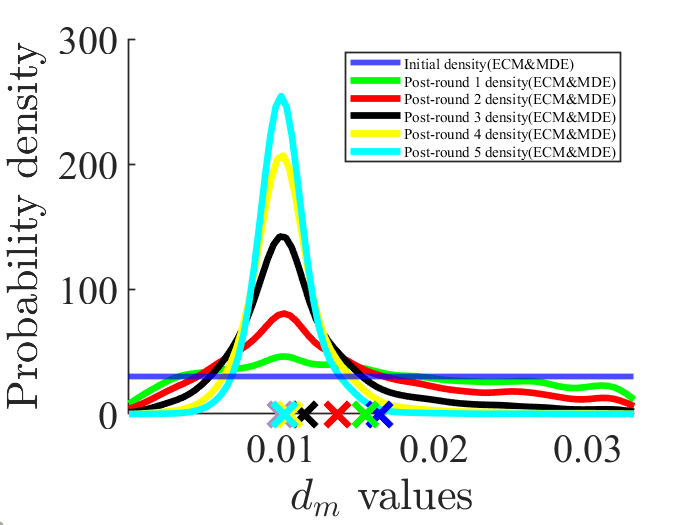 300
200
100
0
Probability density
Initial density(ECM&MDE)
Post-round 1 density(ECM&MDE)
Post-round 2 density(ECM&MDE)
Post-round 3 density(ECM&MDE)
Post-round 4 density(ECM&MDE)
Post-round 5 density(ECM&MDE)
0.01 0.02 0.03
d_m values